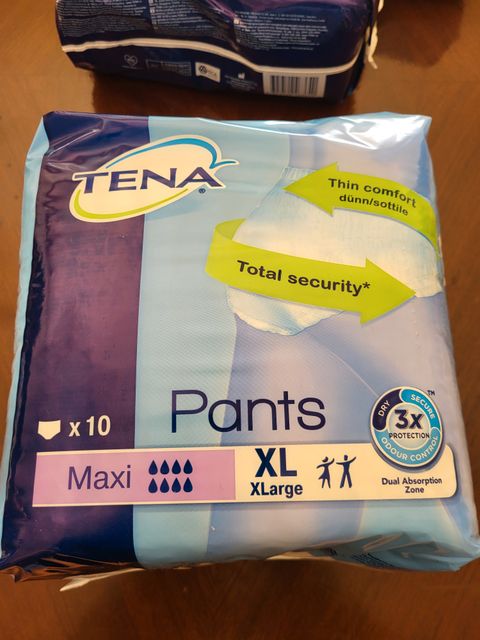 TENA
Thin comfort
dünn/sottile
Total security*
Pants
x 10
DRY
SECURE
3x
PROTECTION
ODOUR CONTROL
TM
Maxi
XL
XLarge
Dual Absorption
Zone